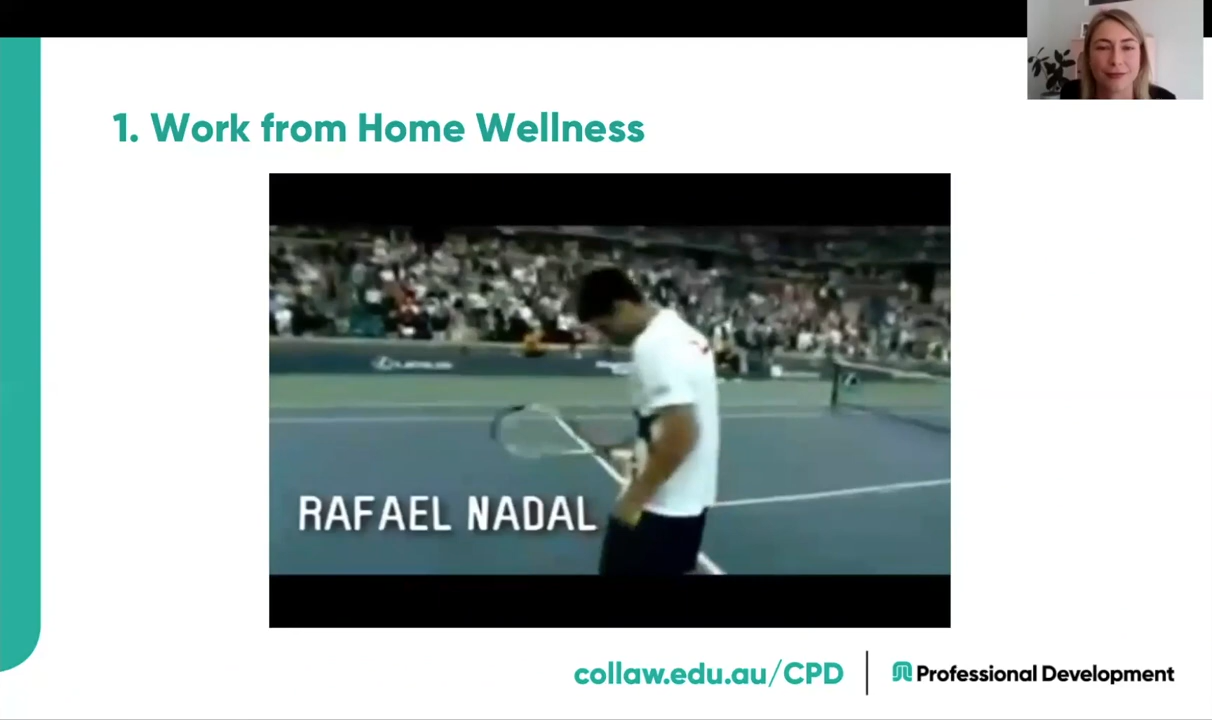 1. Work from Home Wellness
RAFAEL NADAL
collaw.edu.au/CPD
Professional Development